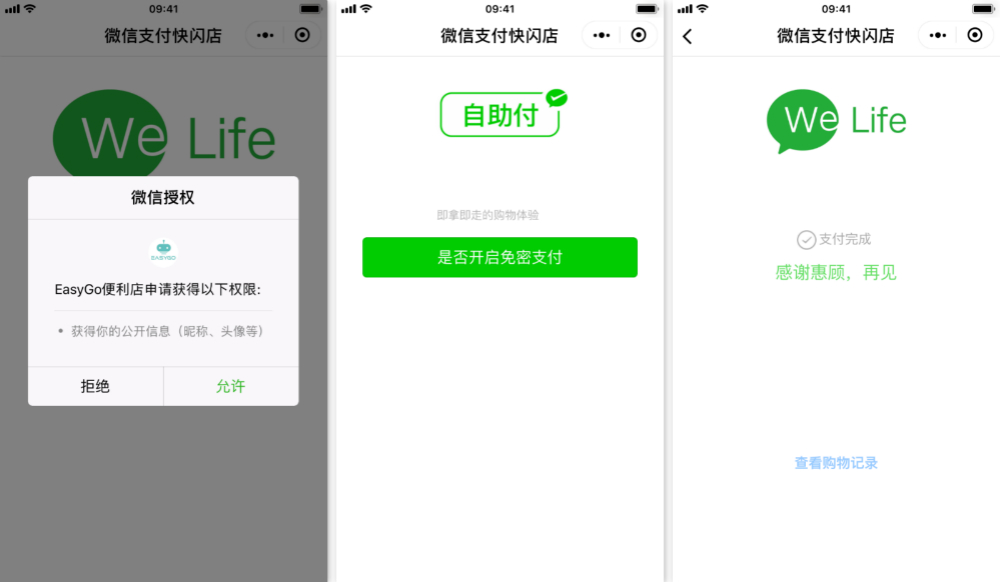 09:41
微信支付快闪店
We Life
微信授权
EASYGO
EasyGo便利店申请获得以下权限:
• 获得你的公开信息（昵称、头像等）
拒绝
允许
09:41
微信支付快闪店
自助付
即拿即走的购物体验
是否开启免密支付
09:41
微信支付快闪店
We Life
支付完成
感谢惠顾，再见
查看购物记录